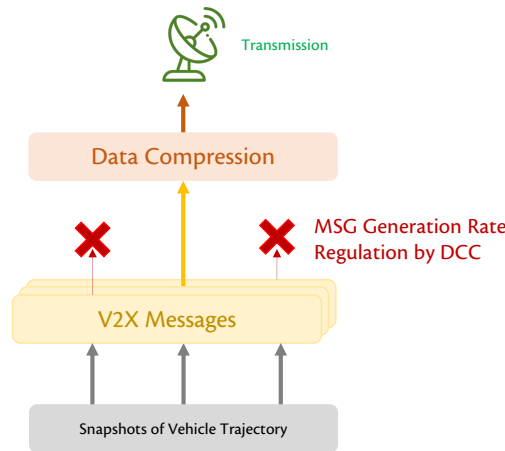 Transmission
Data Compression
MSG Generation Rate
Regulation by DCC
V2X Messages
Snapshots of Vehicle Trajectory